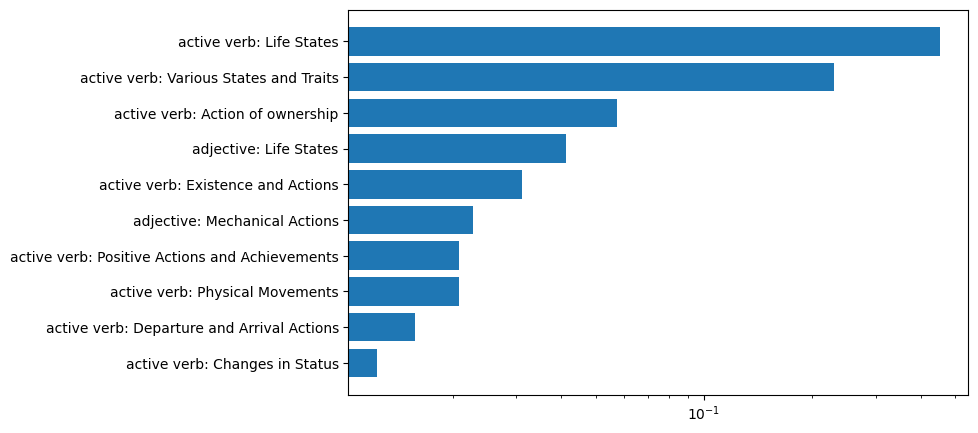 active verb: Life States
active verb: Various States and Traits
active verb: Action of ownership
adjective: Life States
active verb: Existence and Actions
adjective: Mechanical Actions
active verb: Positive Actions and Achievements
active verb: Physical Movements
active verb: Departure and Arrival Actions
active verb: Changes in Status
10⁻¹